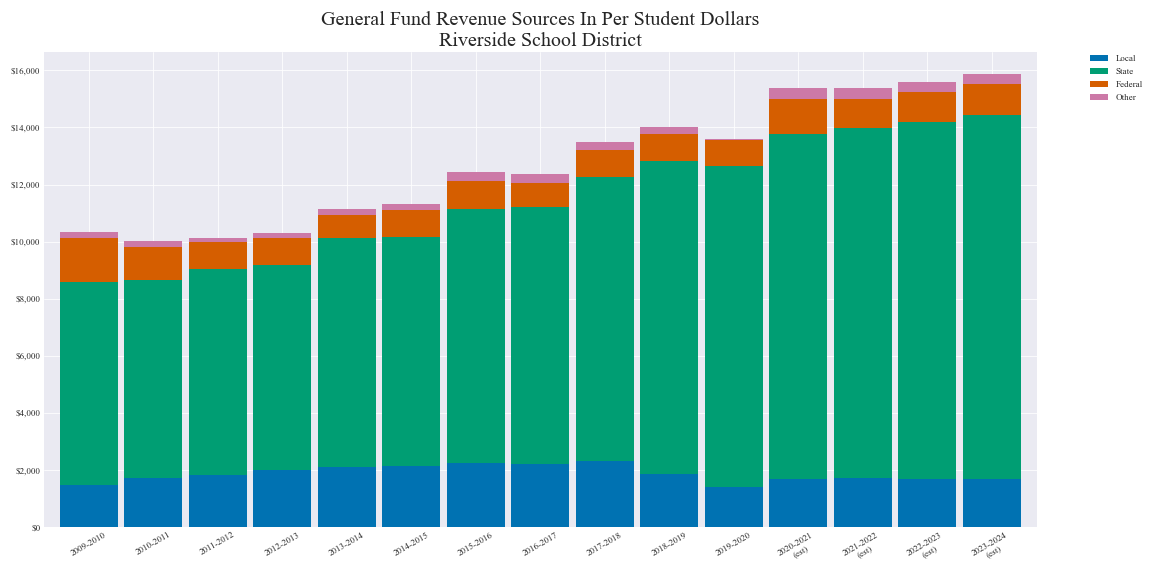 General Fund Revenue Sources In Per Student Dollars
Riverside School District
Local
State
Federal
Other
$16,000
$14,000
$12,000
$10,000
$8,000
$6,000
$4,000
$2,000
$0
2009-2010
2010-2011
2011-2012
2012-2013
2013-2014
2014-2015
2015-2016
2016-2017
2017-2018
2018-2019
2019-2020
2020-2021
(est)
2021-2022
(est)
2022-2023
(est)
2023-2024
(est)